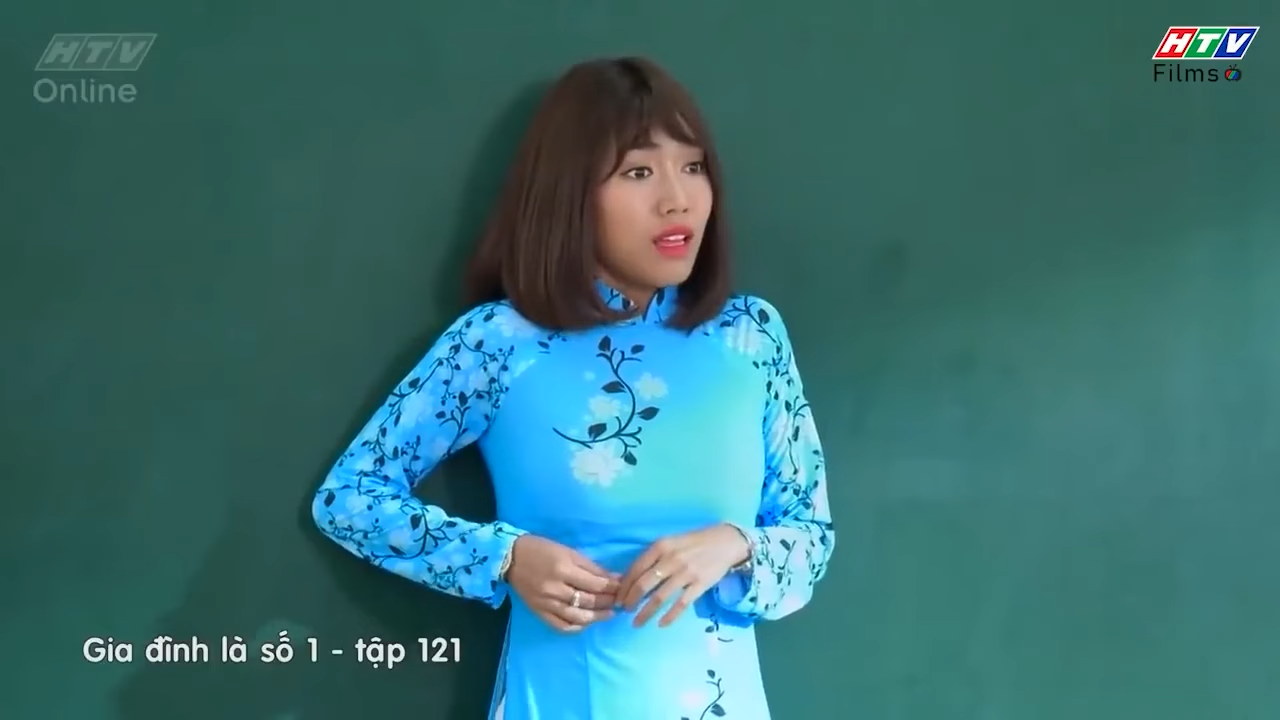 HTV
Online
HTV
Films
Gia đình là số 1 - tập 121